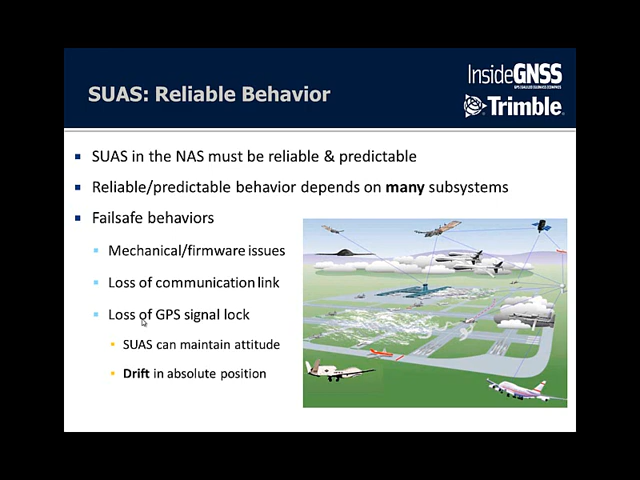 SUAS: Reliable Behavior
InsideGNSS
Trimble
SUAS in the NAS must be reliable & predictable
Reliable/predictable behavior depends on many subsystems
Failsafe behaviors
Mechanical/firmware issues
Loss of communication link
Loss of GPS signal lock
SUAS can maintain attitude
Drift in absolute position